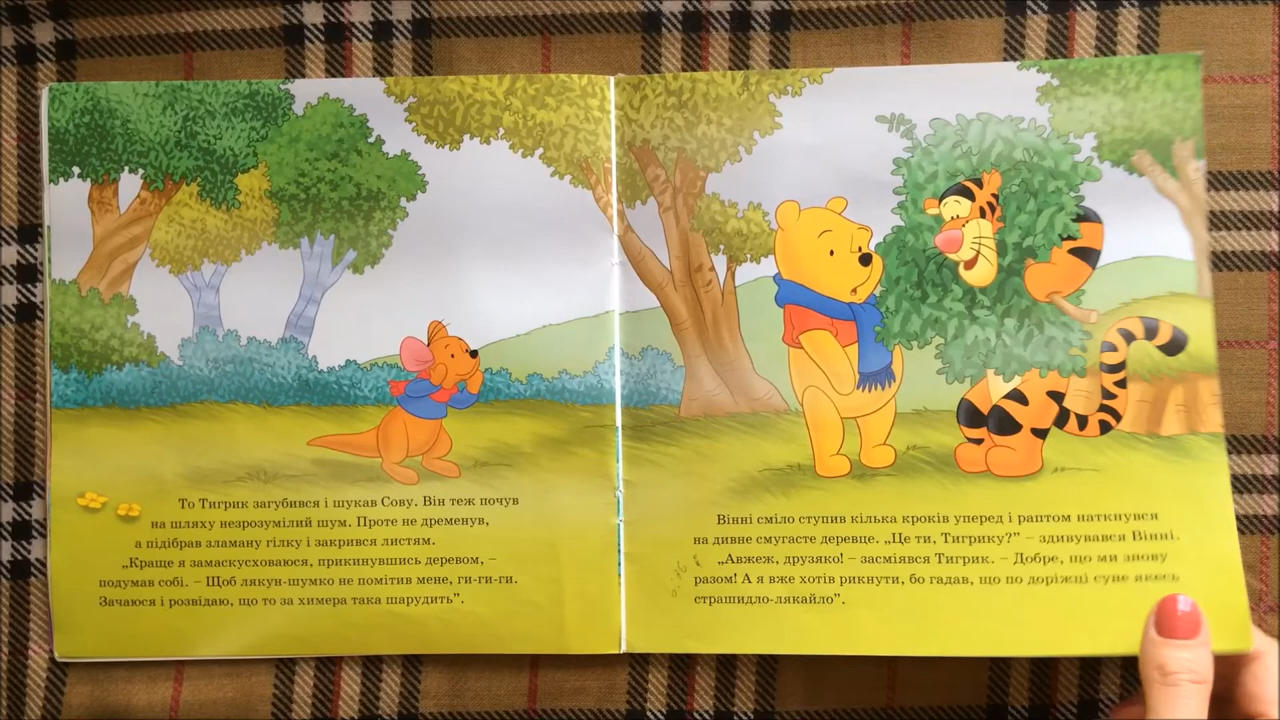 То Тигрик загубився і шукав Сову. Він теж почув
на шляху незрозумілий шум. Проте не дременув,
а підібрав зламану гілку і закрився листям.
„Краще я замаскусховаюся, прикинувшись деревом, –
подумав собі. – Щоб лякун-шумко не помітив мене, ги-ги-ги.
Зачаюся і розвідаю, що то за химера така шарудить”.
Вінні сміло ступив кілька кроків уперед і раптом наткнувся
на дивне смугасте деревце. „Це ти, Тигрику?” – здивувався Вінні.
„Авжеж, друзяко! – засміявся Тигрик. – Добре, що ми знову
разом! А я вже хотів рикнути, бо гадав, що по доріжці суне якесь
страшидло-лякайло”.